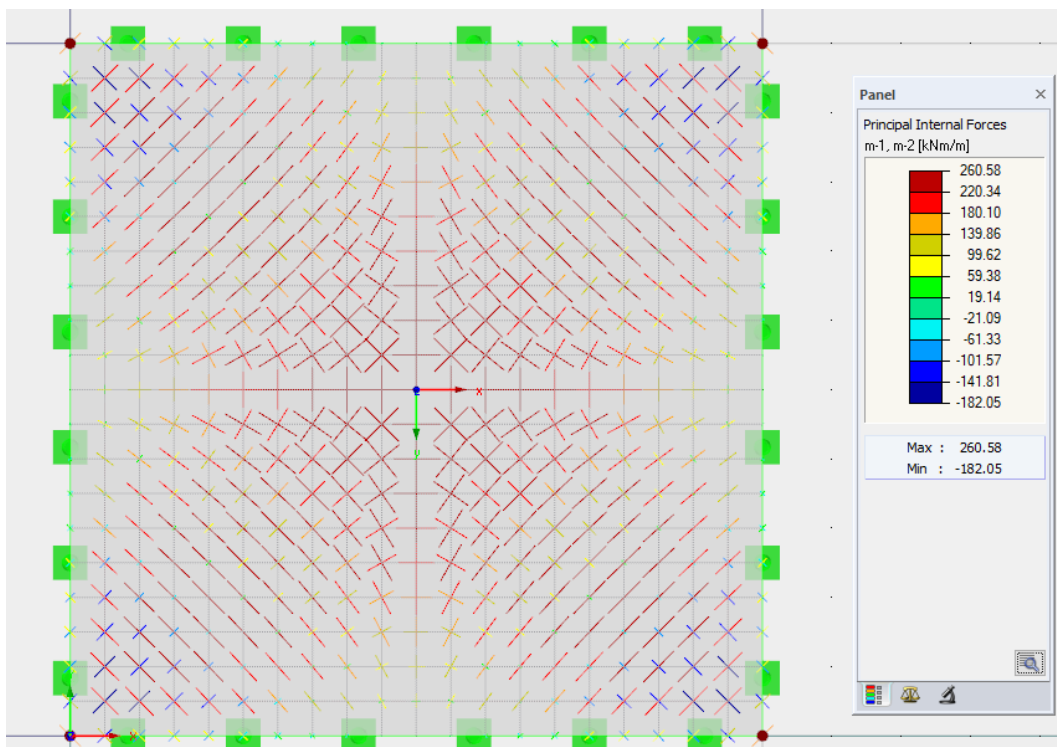 Panel
Principal Internal Forces
m-1, m-2 [kNm/m]
260.58
220.34
180.10
139.86
99.62
59.38
19.14
-21.09
-61.33
-101.57
-141.81
-182.05
Max : 260.58
Min : -182.05
x